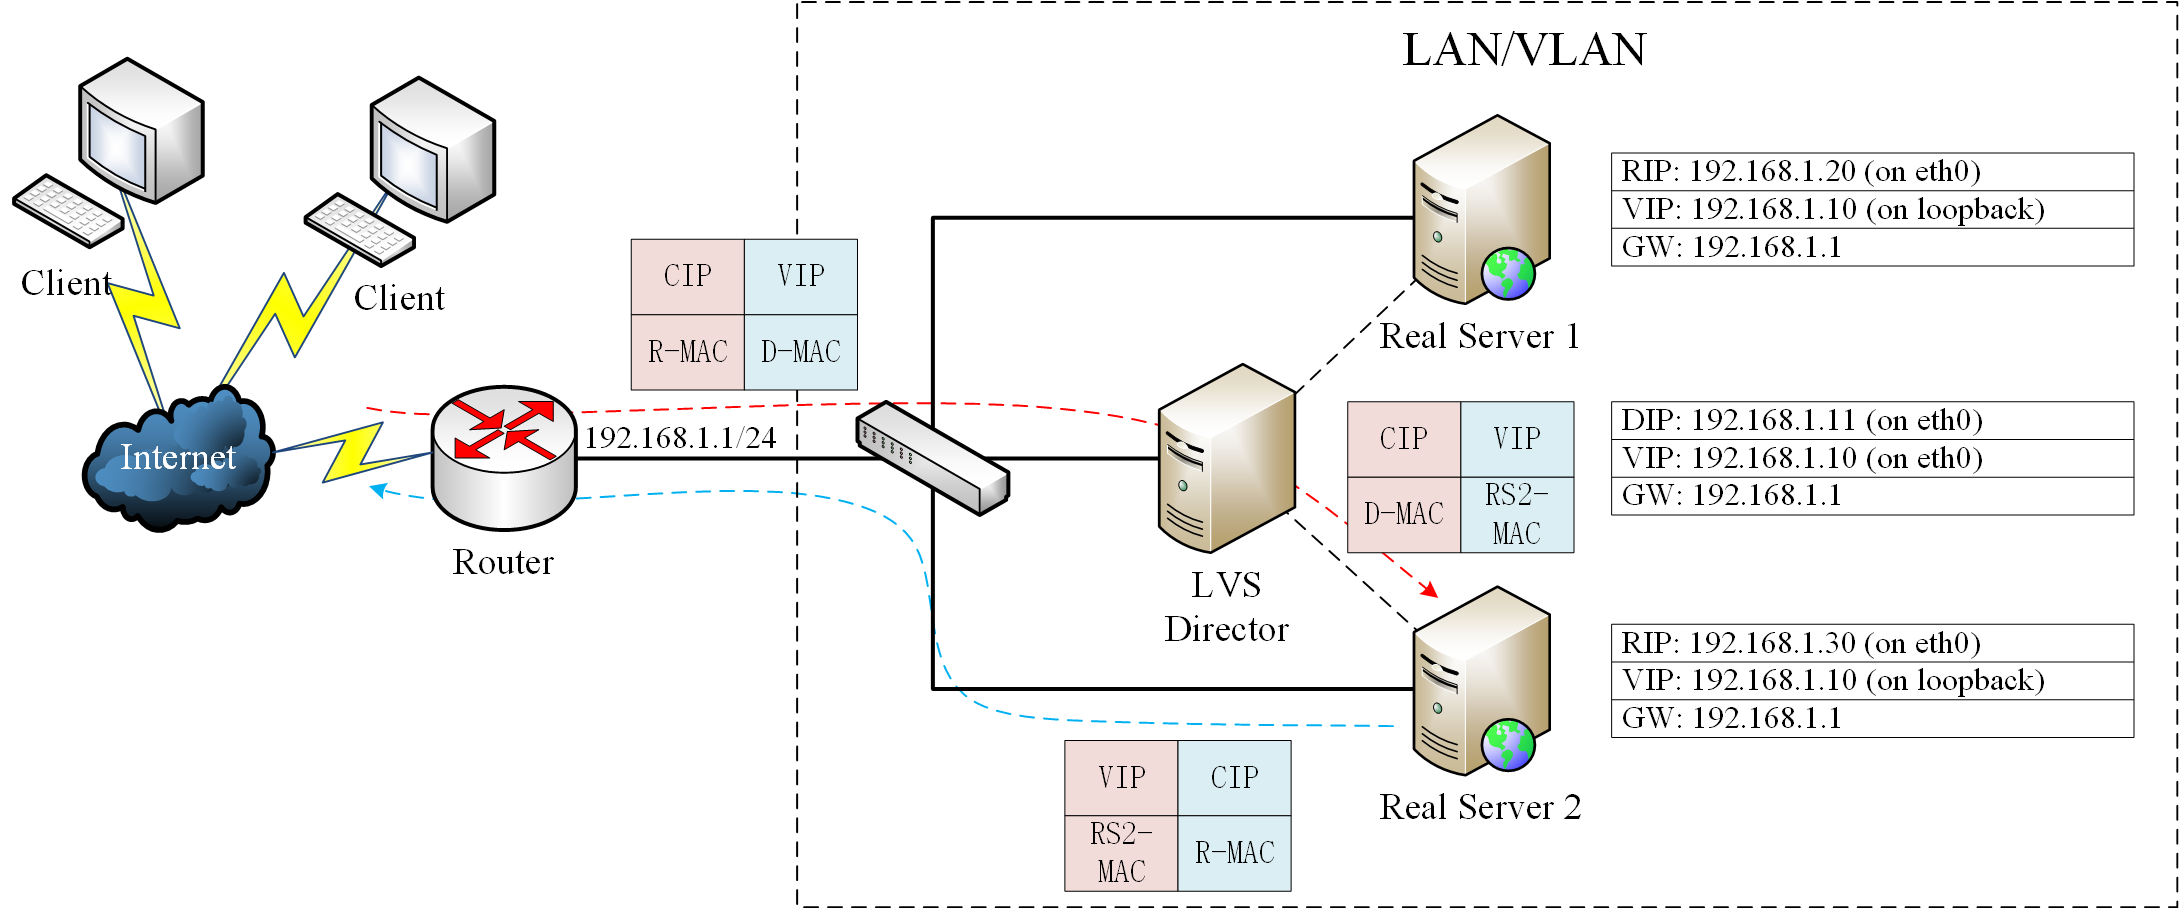 LAN/VLAN
RIP: 192.168.1.20 (on eth0)
VIP: 192.168.1.10 (on loopback)
GW: 192.168.1.1
Client
Client
CIP
VIP
R-MAC
D-MAC
Real Server 1
Internet
192.168.1.1/24
Router
CIP
VIP
D-MAC
RS2-
MAC
DIP: 192.168.1.11 (on eth0)
VIP: 192.168.1.10 (on eth0)
GW: 192.168.1.1
LVS
Director
RIP: 192.168.1.30 (on eth0)
VIP: 192.168.1.10 (on loopback)
GW: 192.168.1.1
Real Server 2
VIP
CIP
RS2-
MAC
R-MAC